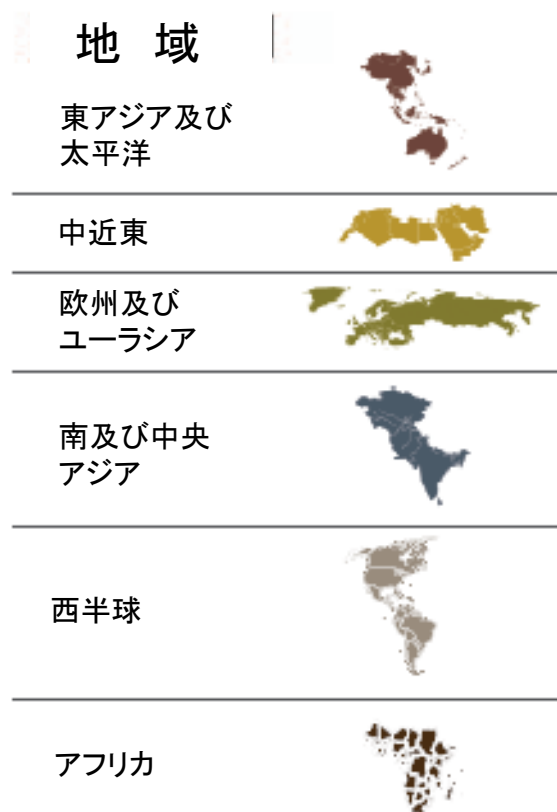 地 域
東アジア及び
太平洋
中近東
欧州及び
ユーラシア
南及び中央
アジア
西半球
アフリカ